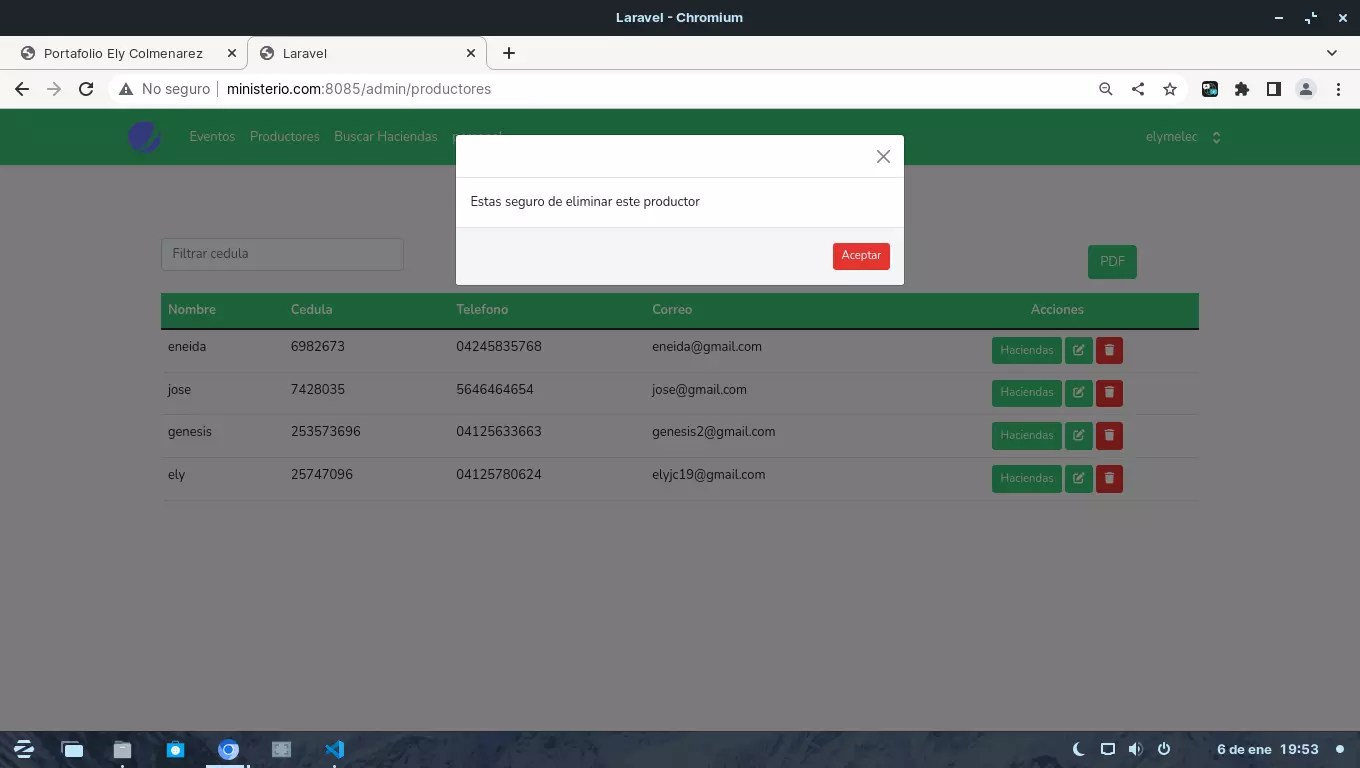 Laravel - Chromium
Portafolio Ely Colmenarez
Laravel
No seguro
ministerio.com:8085/admin/productores
Eventos Productores Buscar Haciendas personal
elymelec
Estas seguro de eliminar este productor
Aceptar
Filtrar cedula
PDF
Nombre Cedula Telefono Correo Acciones
eneida 6982673 04245835768 eneida@gmail.com Haciendas
jose 7428035 5646464654 jose@gmail.com Haciendas
genesis 253573696 04125633663 genesis2@gmail.com Haciendas
ely 25747096 04125780624 elyjc19@gmail.com Haciendas
6 de ene 19:53